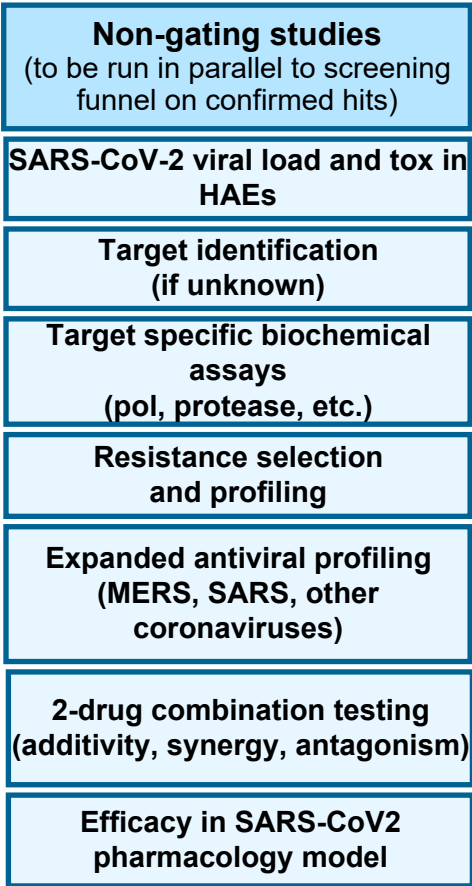 Non-gating studies
(to be run in parallel to screening
funnel on confirmed hits)
SARS-CoV-2 viral load and tox in
HAEs
Target identification
(if unknown)
Target specific biochemical
assays
(pol, protease, etc.)
Resistance selection
and profiling
Expanded antiviral profiling
(MERS, SARS, other
coronaviruses)
2-drug combination testing
(additivity, synergy, antagonism)
Efficacy in SARS-CoV2
pharmacology model